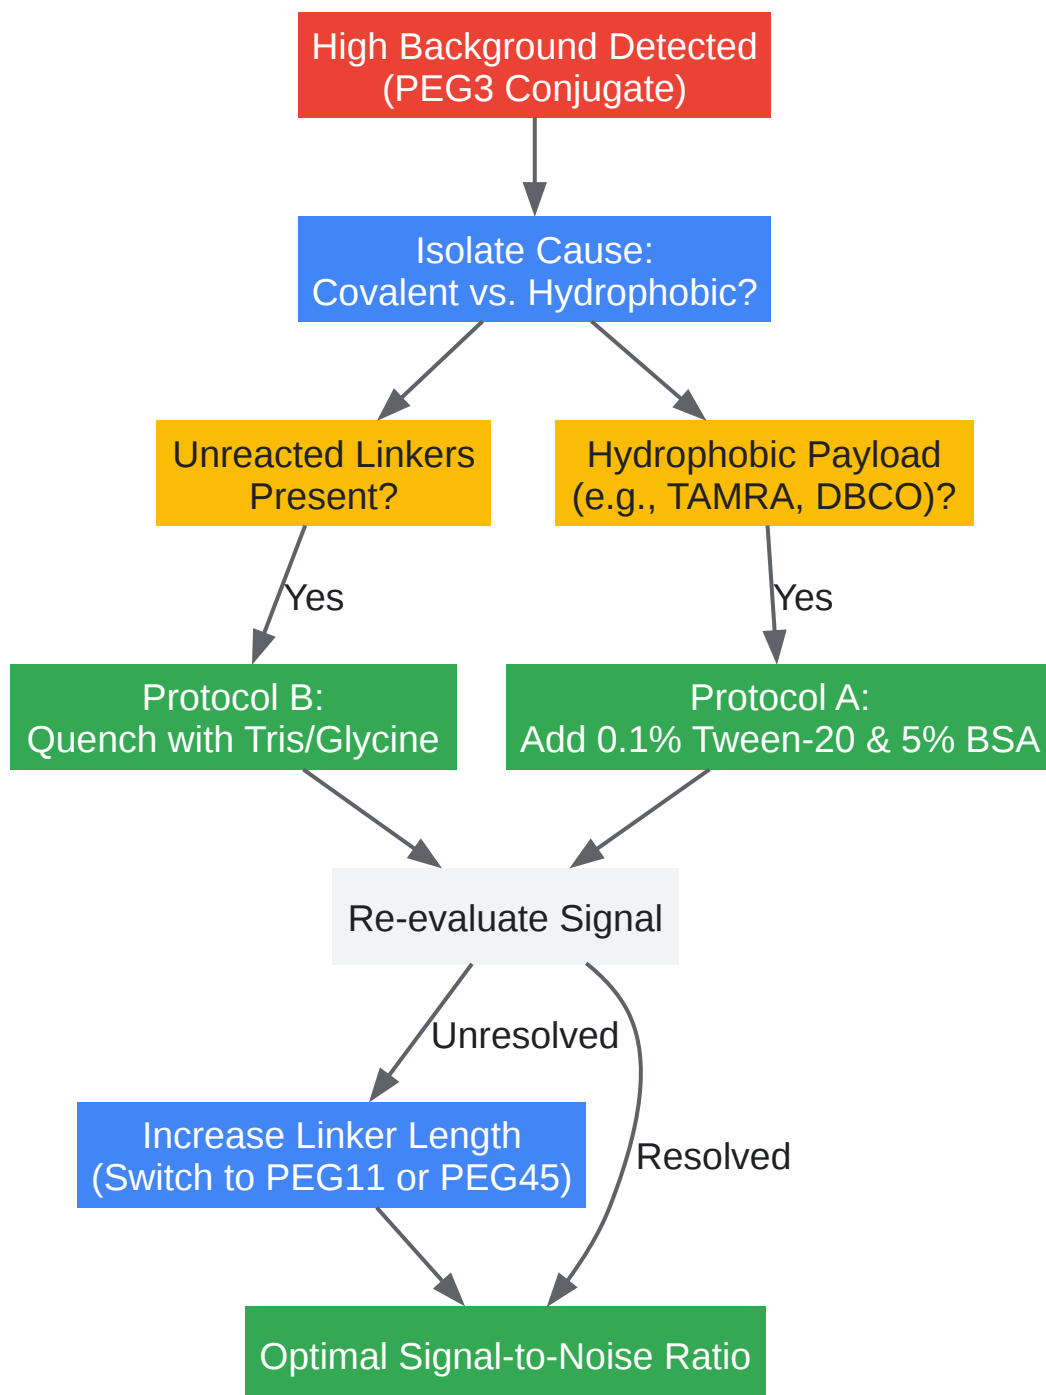 High Background Detected
(PEG3 Conjugate)
Isolate Cause:
Covalent vs. Hydrophobic?
Unreacted Linkers
Present?
Hydrophobic Payload
(e.g., TAMRA, DBCO)?
Yes
Yes
Protocol B:
Quench with Tris/Glycine
Protocol A:
Add 0.1% Tween-20 & 5% BSA
Re-evaluate Signal
Unresolved
Increase Linker Length
(Switch to PEG11 or PEG45)
Resolved
Optimal Signal-to-Noise Ratio